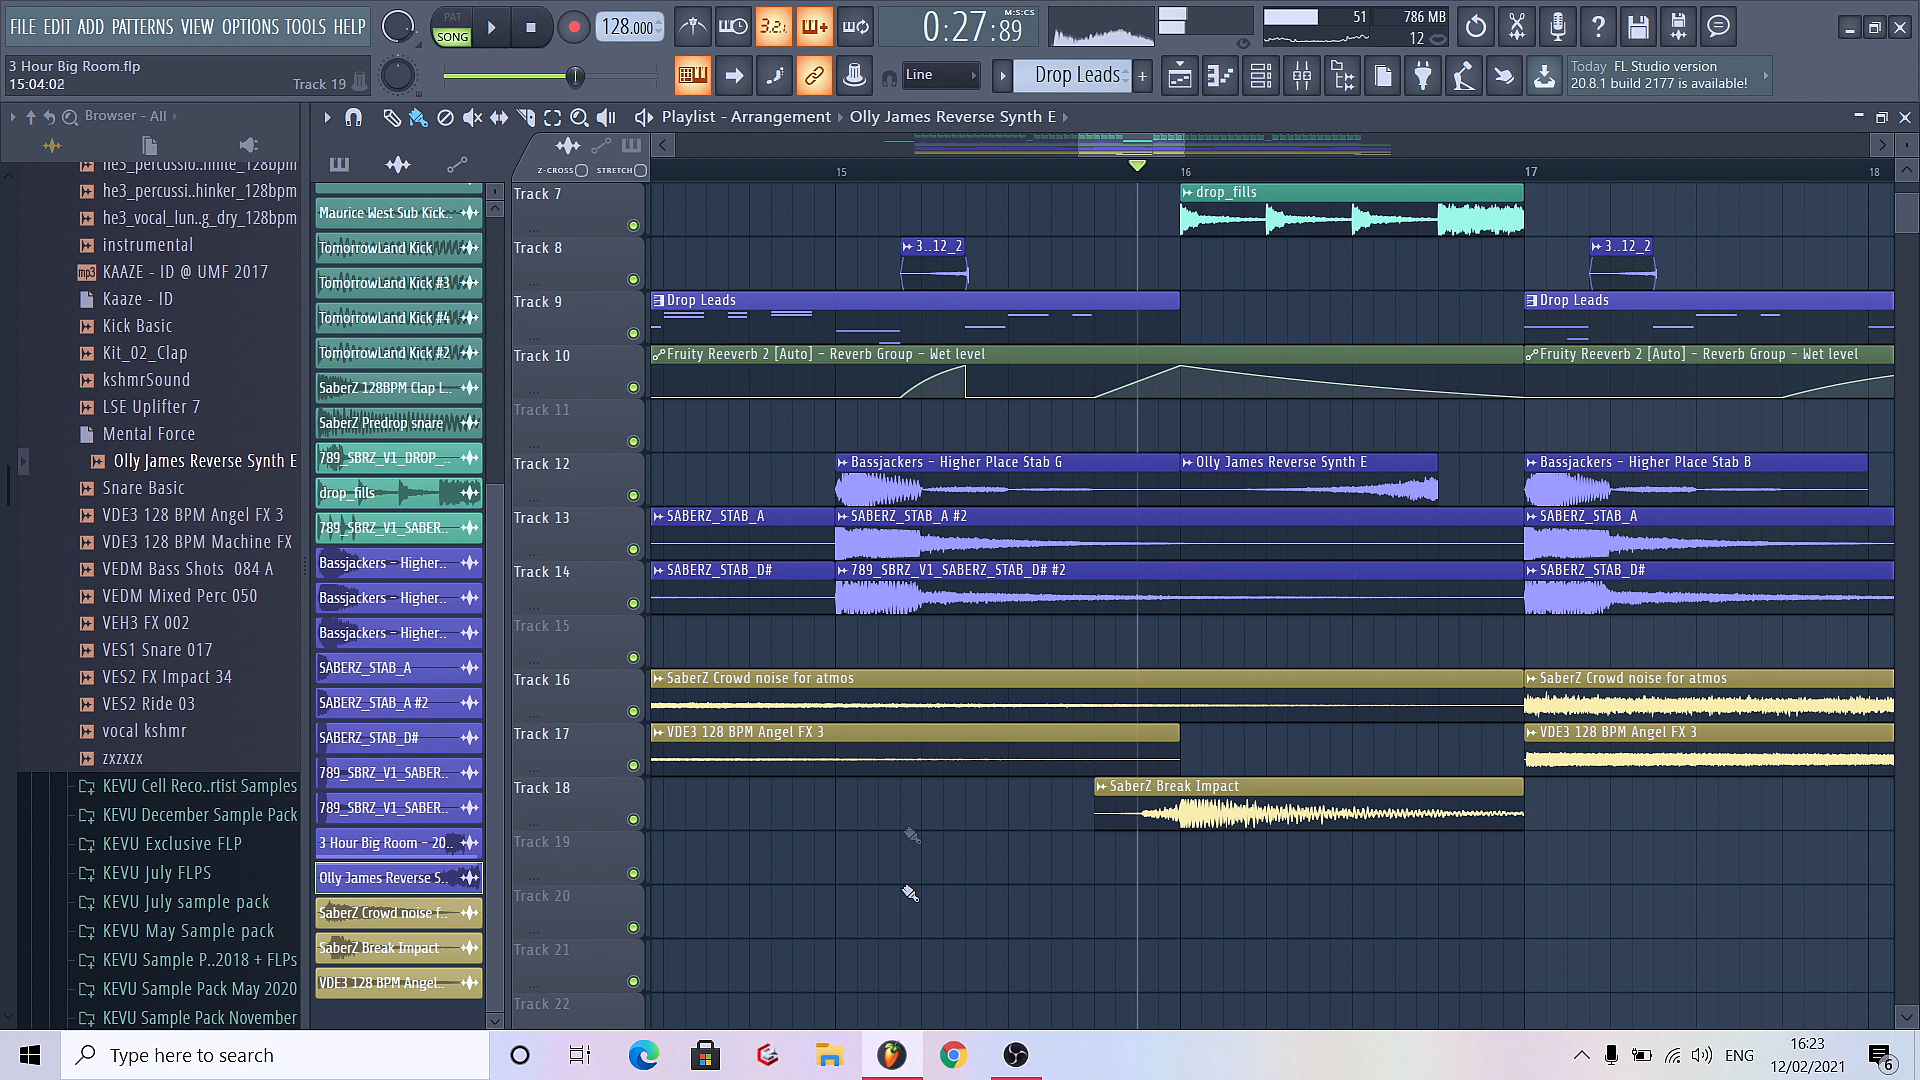 FILE EDIT ADD PATTERNS VIEW OPTIONS TOOLS HELP
PAT
SONG
128.000
3.2.
0:27:89
M:S:CS
51
786 MB
12
3 Hour Big Room.flp
15:04:02
Track 19
Line
Drop Leads
Today FL Studio version
20.8.1 build 2177 is available!
Browser - All
Playlist - Arrangement
Olly James Reverse Synth E
Z-CROSS
STRETCH
15
16
17
18
he3_percussio..nmite_128bpm
he3_percussi..hinker_128bpm
he3_vocal_lun..g_dry_128bpm
instrumental
mp3
KAAZE - ID @ UMF 2017
Kaaze - ID
Kick Basic
Kit_02_Clap
kshmrSound
LSE Uplifter 7
Mental Force
Olly James Reverse Synth E
Snare Basic
VDE3 128 BPM Angel FX 3
VDE3 128 BPM Machine FX
VEDM Bass Shots 084 A
VEDM Mixed Perc 050
VEH3 FX 002
VES1 Snare 017
VES2 FX Impact 34
VES2 Ride 03
vocal kshmr
zxzxzx
KEVU Cell Reco..rtist Samples
KEVU December Sample Pack
KEVU Exclusive FLP
KEVU July FLPS
KEVU July sample pack
KEVU May Sample pack
KEVU Sample P..2018 + FLPs
KEVU Sample Pack May 2020
KEVU Sample Pack November
Maurice West Sub Kick..
TomorrowLand Kick
TomorrowLand Kick #3
TomorrowLand Kick #4
TomorrowLand Kick #2
SaberZ 128BPM Clap L..
SaberZ Predrop snare
789_SBRZ_V1_DROP_..
drop_fills
789_SBRZ_V1_SABER..
Bassjackers - Higher..
Bassjackers - Higher..
Bassjackers - Higher..
SABERZ_STAB_A
SABERZ_STAB_A #2
SABERZ_STAB_D#
789_SBRZ_V1_SABER..
789_SBRZ_V1_SABER..
3 Hour Big Room - 20..
Olly James Reverse S..
SaberZ Crowd noise f..
SaberZ Break Impact
VDE3 128 BPM Angel..
Track 7
drop_fills
Track 8
3..12_2
3..12_2
Track 9
Drop Leads
Drop Leads
Track 10
Fruity Reeverb 2 [Auto] - Reverb Group - Wet level
Fruity Reeverb 2 [Auto] - Reverb Group - Wet level
Track 11
Track 12
Bassjackers - Higher Place Stab G
Olly James Reverse Synth E
Bassjackers - Higher Place Stab B
Track 13
SABERZ_STAB_A
SABERZ_STAB_A #2
SABERZ_STAB_A
Track 14
SABERZ_STAB_D#
789_SBRZ_V1_SABERZ_STAB_D# #2
SABERZ_STAB_D#
Track 15
Track 16
SaberZ Crowd noise for atmos
SaberZ Crowd noise for atmos
Track 17
VDE3 128 BPM Angel FX 3
VDE3 128 BPM Angel FX 3
Track 18
SaberZ Break Impact
Track 19
Track 20
Track 21
Track 22
Type here to search
ENG
16:23
12/02/2021
6